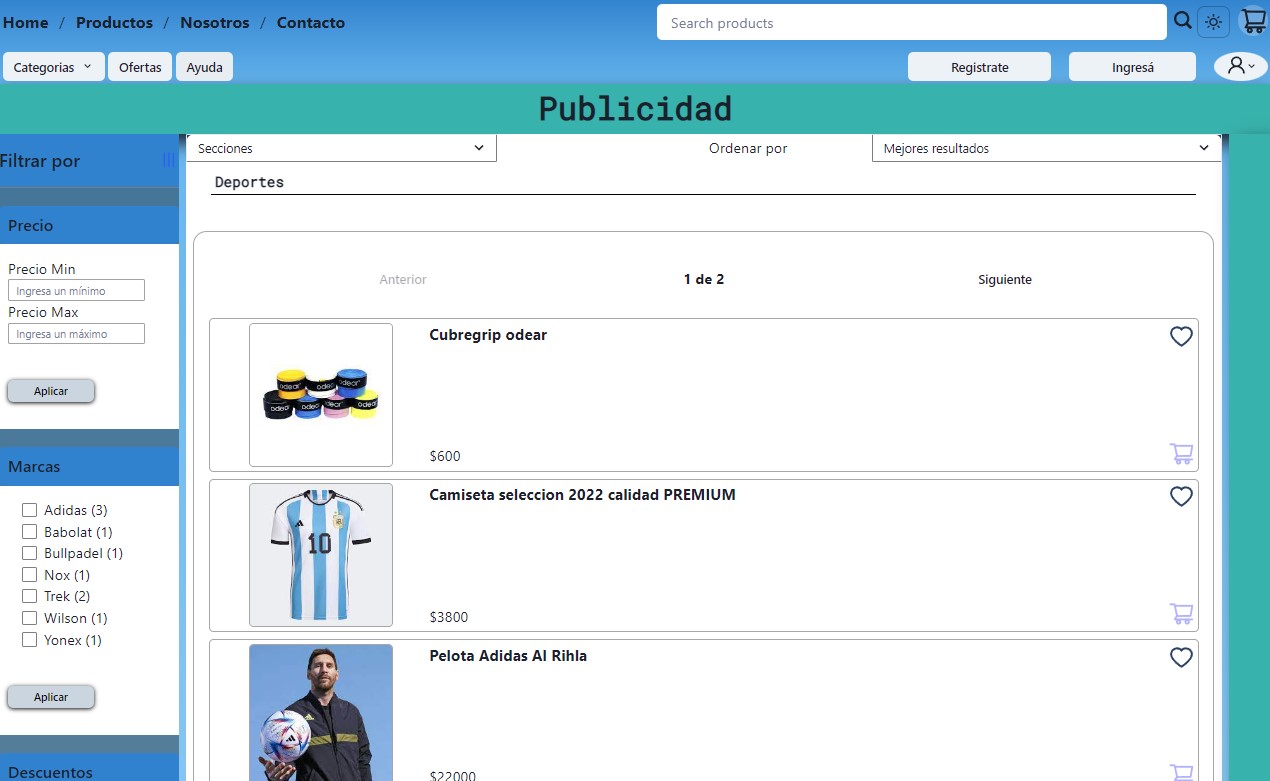 Home / Productos / Nosotros / Contacto
Search products
Categorias
Ofertas
Ayuda
Registrate
Ingresá
Publicidad
Filtrar por
Precio
Precio Min
Ingresa un mínimo
Precio Max
Ingresa un máximo
Aplicar
Marcas
Adidas (3)
Babolat (1)
Bullpadel (1)
Nox (1)
Trek (2)
Wilson (1)
Yonex (1)
Aplicar
Descuentos
Secciones
Ordenar por
Mejores resultados
Deportes
Anterior
1 de 2
Siguiente
Cubregrip odear
odear
odear
odear
odear
odear
odear
$600
Camiseta seleccion 2022 calidad PREMIUM
10
$3800
Pelota Adidas Al Rihla
$22000